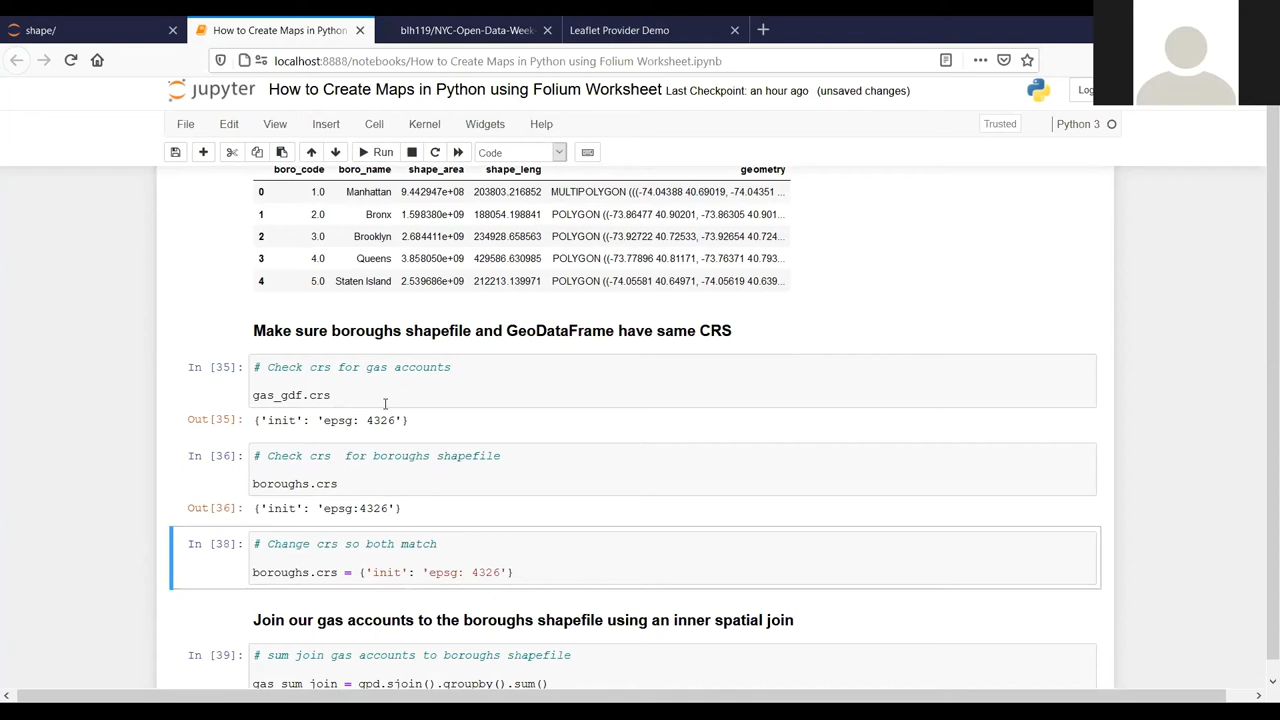 shape/
How to Create Maps in Python
blh119/NYC-Open-Data-Week-
Leaflet Provider Demo
localhost:8888/notebooks/How to Create Maps in Python using Folium Worksheet.ipynb
jupyter How to Create Maps in Python using Folium Worksheet Last Checkpoint: an hour ago (unsaved changes)
File Edit View Insert Cell Kernel Widgets Help Trusted Python 3
Run Code
boro_code boro_name shape_area shape_leng geometry
0 1.0 Manhattan 9.442947e+08 203803.216852 MULTIPOLYGON (((-74.04388 40.69019, -74.04351 ...
1 2.0 Bronx 1.598380e+09 188054.198841 POLYGON ((-73.86477 40.90201, -73.86305 40.901...
2 3.0 Brooklyn 2.684411e+09 234928.658563 POLYGON ((-73.92722 40.72533, -73.92654 40.724...
3 4.0 Queens 3.858050e+09 429586.630985 POLYGON ((-73.77896 40.81171, -73.76371 40.793...
4 5.0 Staten Island 2.539686e+09 212213.139971 POLYGON ((-74.05581 40.64971, -74.05619 40.639...
Make sure boroughs shapefile and GeoDataFrame have same CRS
In [35]: # Check crs for gas accounts
gas_gdf.crs
Out[35]: {'init': 'epsg: 4326'}
In [36]: # Check crs  for boroughs shapefile
boroughs.crs
Out[36]: {'init': 'epsg:4326'}
In [38]: # Change crs so both match
boroughs.crs = {'init': 'epsg: 4326'}
Join our gas accounts to the boroughs shapefile using an inner spatial join
In [39]: # sum join gas accounts to boroughs shapefile
gas_sum_join = gpd.sjoin().groupby().sum()